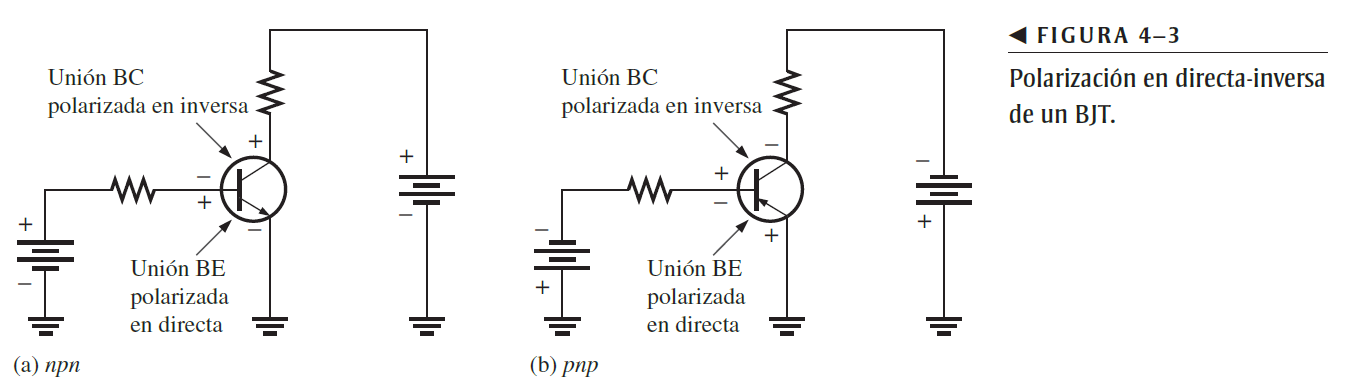 Unión BC
polarizada en inversa
+
−
+
−
+
−
+
−
Unión BE
polarizada
en directa
(a) npn
Unión BC
polarizada en inversa
−
+
−
+
−
+
−
+
Unión BE
polarizada
en directa
(b) pnp
◀ FIGURA 4–3
Polarización en directa-inversa
de un BJT.